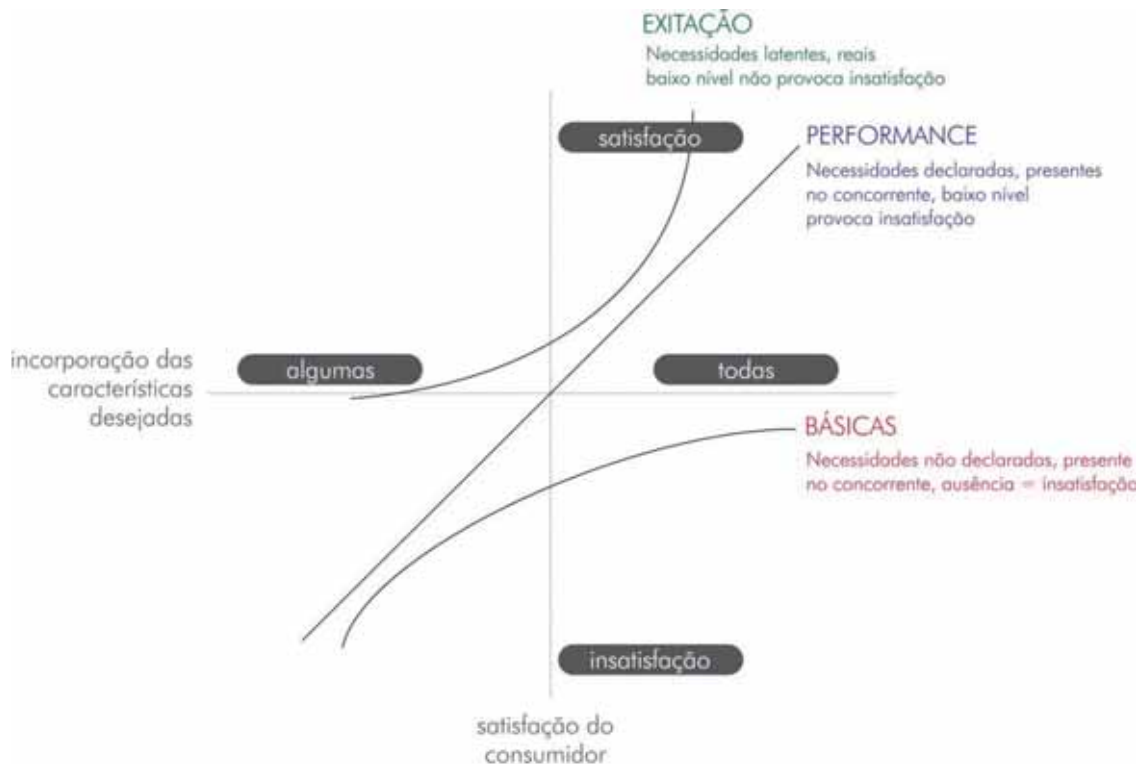 EXITAÇÃO
Necessidades latentes, reais
baixo nível não provoca insatisfação
satisfação
PERFORMANCE
Necessidades declaradas, presentes
no concorrente, baixo nível
provoca insatisfação
incorporação das
características
desejadas
algumas
todas
BÁSICAS
Necessidades não declaradas, presente
no concorrente, ausência = insatisfação
insatisfação
satisfação do
consumidor